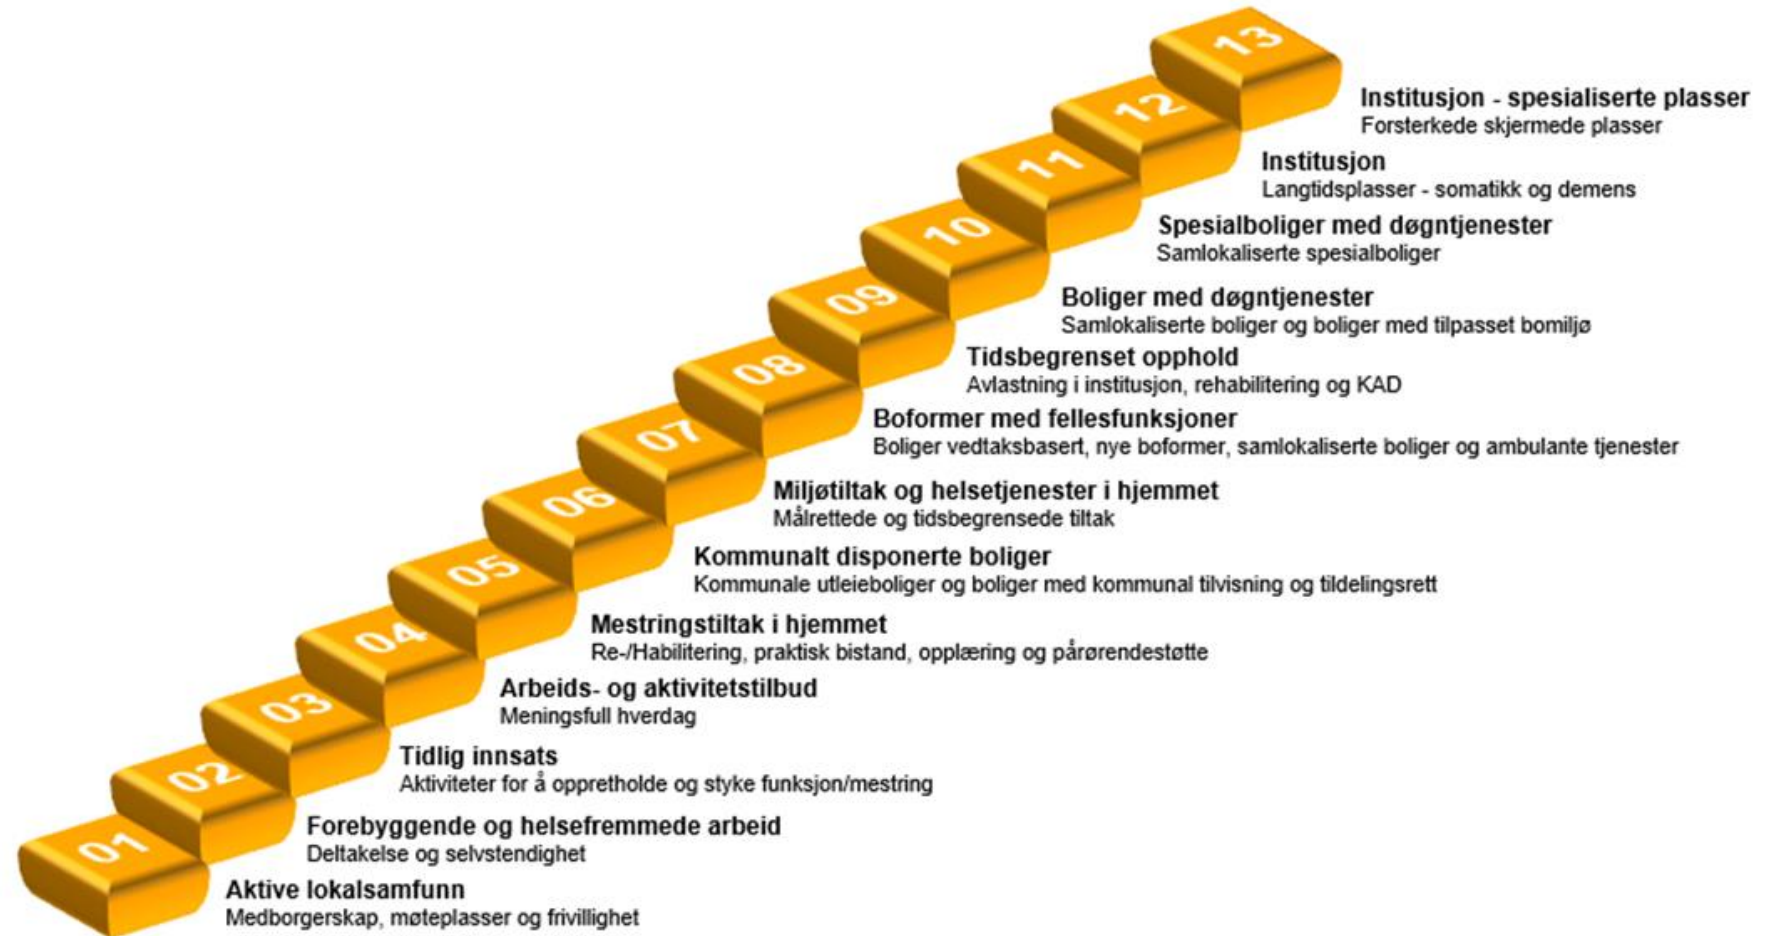 13
Institusjon - spesialiserte plasser
Forsterkede skjermede plasser
12
Institusjon
Langtidsplasser - somatikk og demens
11
Spesialboliger med døgntjenester
Samlokaliserte spesialboliger
10
Boliger med døgntjenester
Samlokaliserte boliger og boliger med tilpasset bomiljø
09
Tidsbegrenset opphold
Avlastning i institusjon, rehabilitering og KAD
08
Boformer med fellesfunksjoner
Boliger vedtaksbasert, nye boformer, samlokaliserte boliger og ambulante tjenester
07
Miljøtiltak og helsetjenester i hjemmet
Målrettede og tidsbegrensede tiltak
06
Kommunalt disponerte boliger
Kommunale utleieboliger og boliger med kommunal tilvisning og tildelingsrett
05
Mestringstiltak i hjemmet
Re-/Habilitering, praktisk bistand, opplæring og pårørendestøtte
04
Arbeids- og aktivitetstilbud
Meningsfull hverdag
03
Tidlig innsats
Aktiviteter for å oppretholde og styke funksjon/mestring
02
Forebyggende og helsefremmede arbeid
Deltakelse og selvstendighet
01
Aktive lokalsamfunn
Medborgerskap, møteplasser og frivillighet